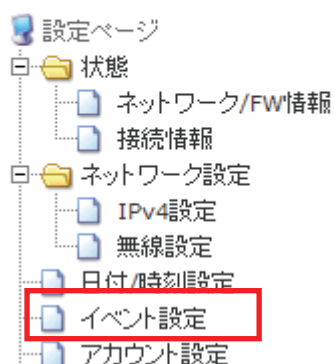 設定ページ
状態
ネットワーク/FW情報
接続情報
ネットワーク設定
IPv4設定
無線設定
日付/時刻設定
イベント設定
アカウント設定